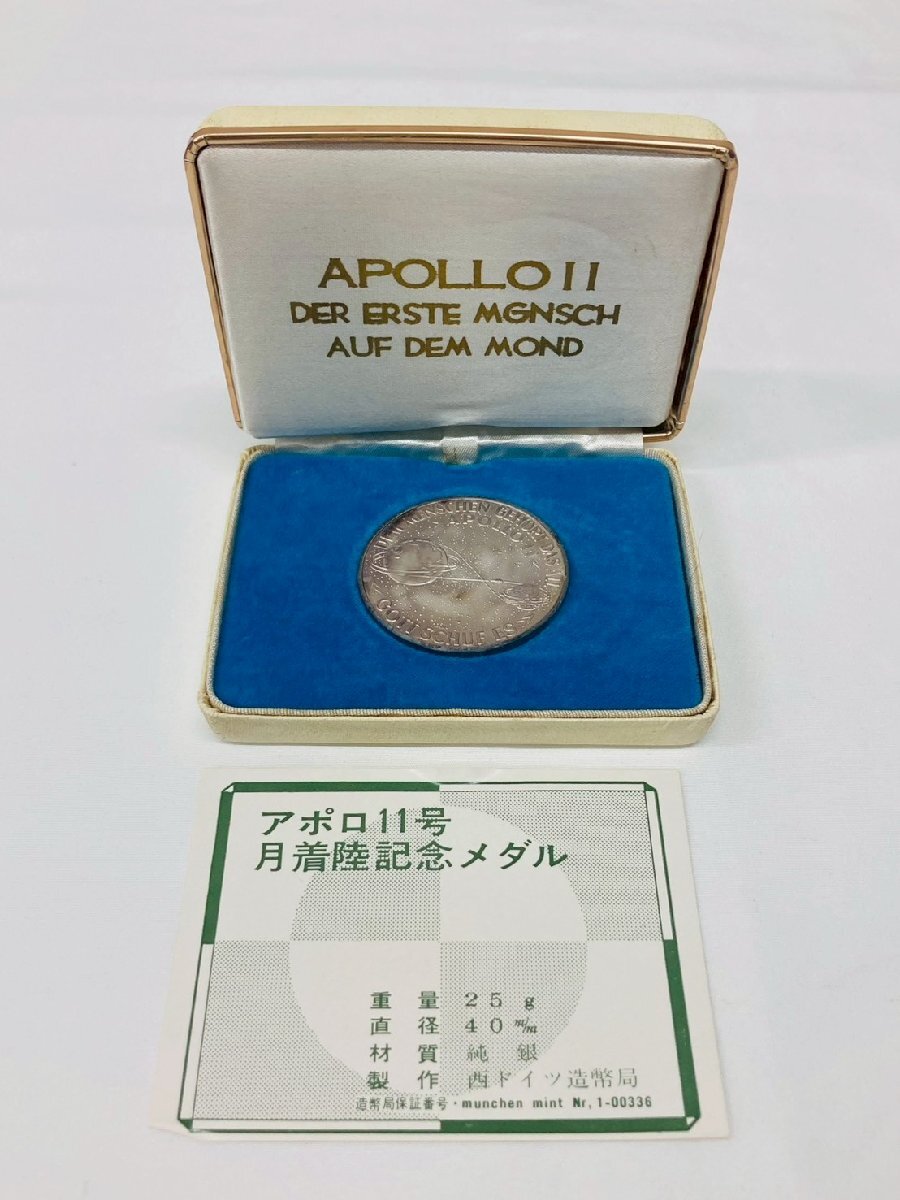 APOLLO 11
DER ERSTE MGNSCH
AUF DEM MOND
MENSCHEN GEHÖRT DAS
APOLLO
GOTT SCHUF ES
アポロ11号
月着陸記念メダル
重量 25g
直径 40m/m
材質 純銀
製作 西ドイツ造幣局
造幣局保証番号・munchen mint Nr, 1-00336